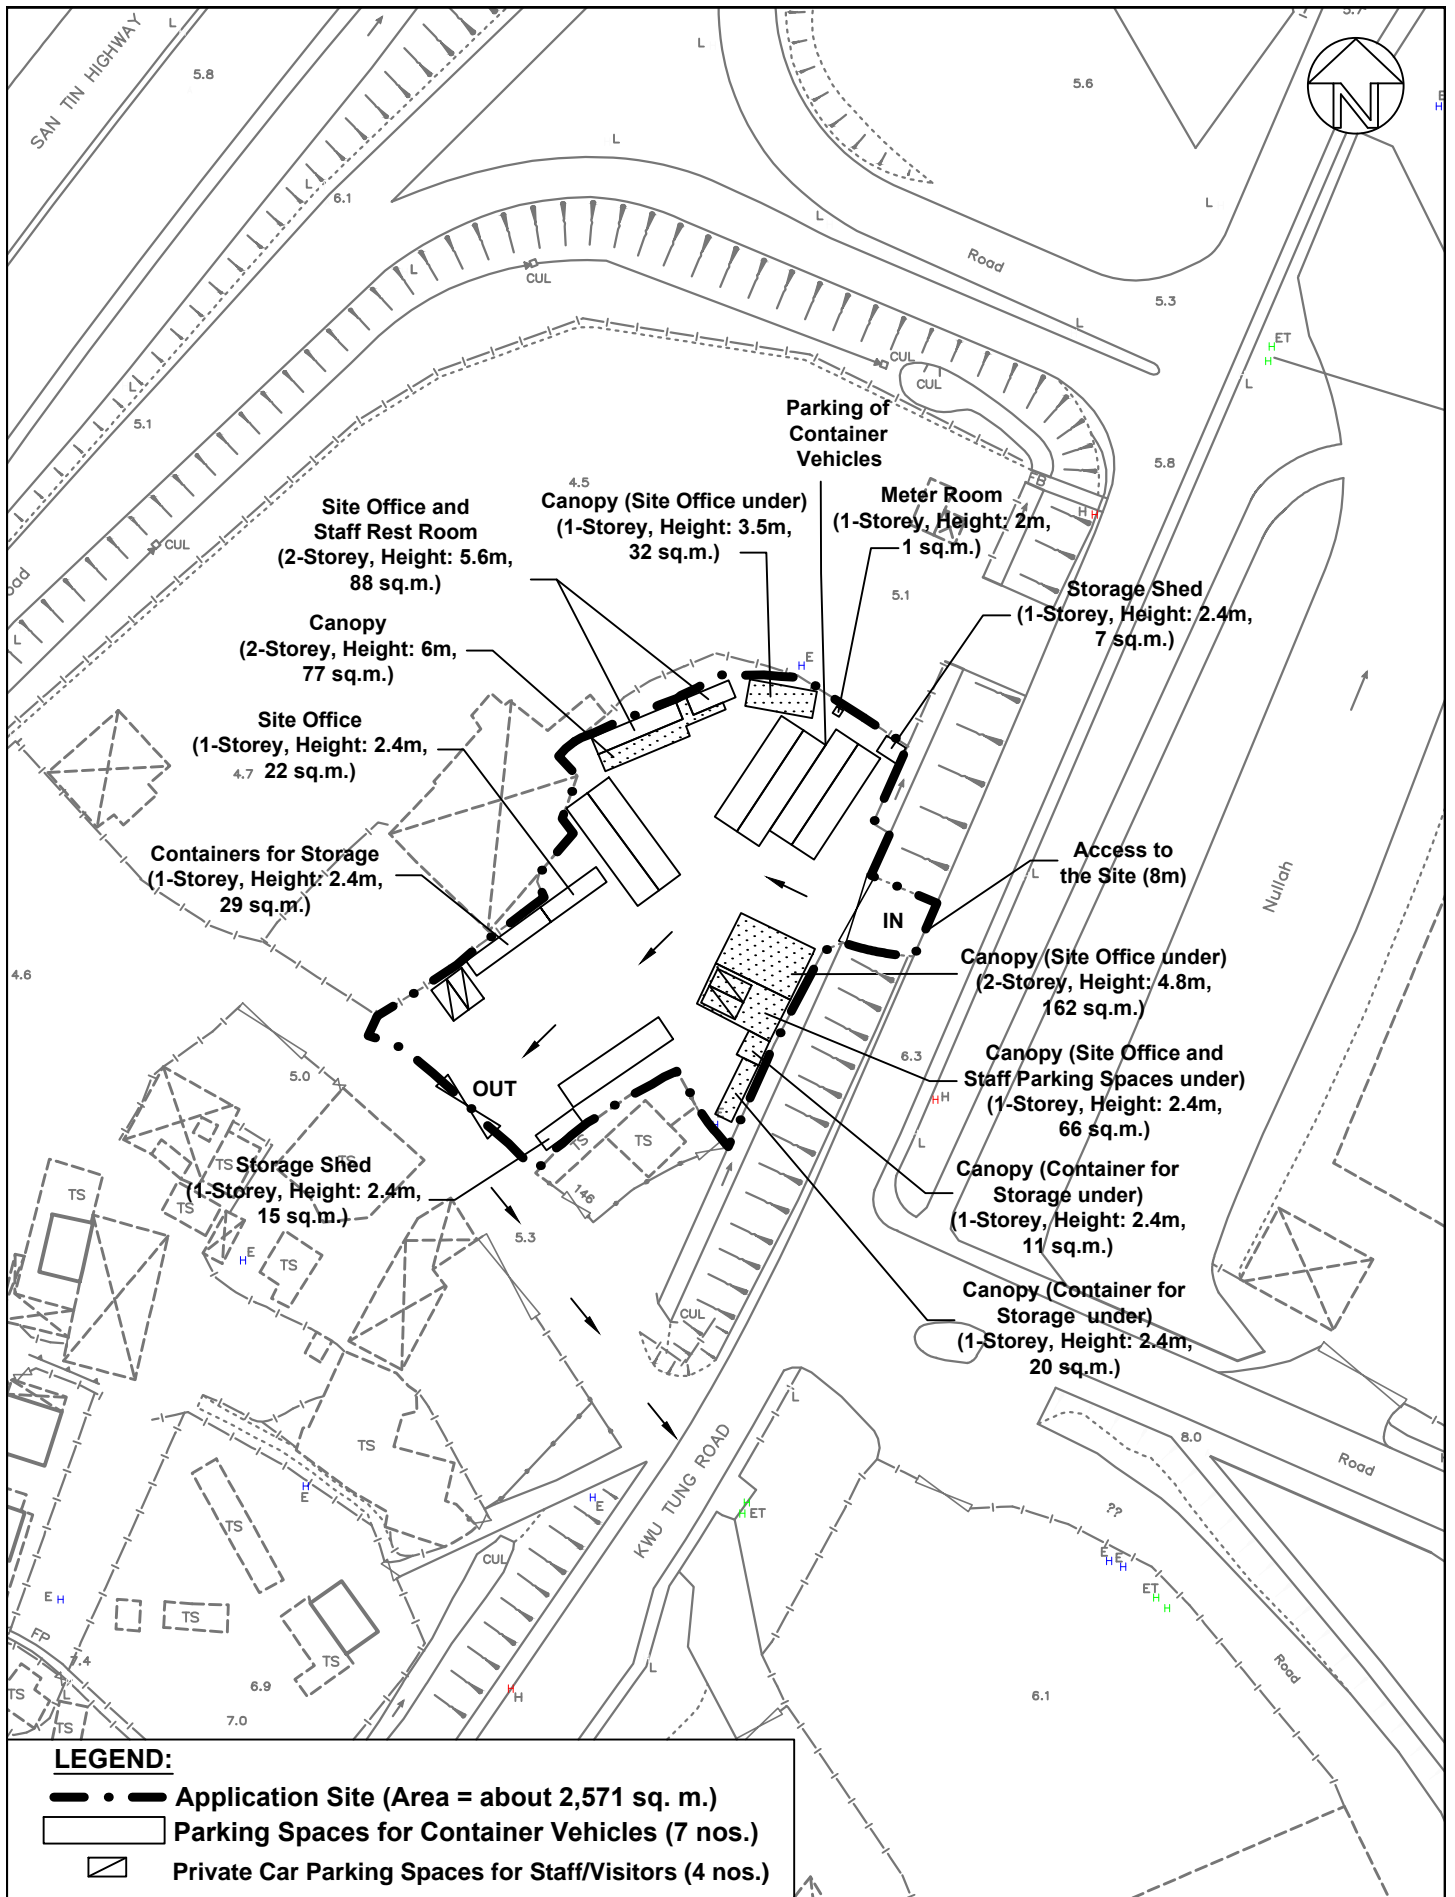 SAN TIN HIGHWAY
L
5.8
L
5.6
5.7
N
E
H
L
6.1
L
L
L
L
Road
5.3
CUL
L
CUL
CUL
ET
H
H
L
L
5.1
Parking of
Container
Vehicles
5.8
FB
H
H
4.5
Site Office and
Staff Rest Room
(2-Storey, Height: 5.6m,
88 sq.m.)
Canopy (Site Office under)
(1-Storey, Height: 3.5m,
32 sq.m.)
Meter Room
(1-Storey, Height: 2m,
1 sq.m.)
CUL
5.1
Storage Shed
(1-Storey, Height: 2.4m,
7 sq.m.)
L
Canopy
(2-Storey, Height: 6m,
77 sq.m.)
H
E
Site Office
(1-Storey, Height: 2.4m,
22 sq.m.)
4.7
Containers for Storage
(1-Storey, Height: 2.4m,
29 sq.m.)
Access to
the Site (8m)
L
Nullah
IN
4.6
Canopy (Site Office under)
(2-Storey, Height: 4.8m,
162 sq.m.)
6.3
Canopy (Site Office and
Staff Parking Spaces under)
(1-Storey, Height: 2.4m,
66 sq.m.)
H
H
L
5.0
OUT
TS
TS
TS
TS
Storage Shed
(1-Storey, Height: 2.4m,
15 sq.m.)
146
Canopy (Container for
Storage under)
(1-Storey, Height: 2.4m,
11 sq.m.)
TS
TS
5.3
H
E
TS
Canopy (Container for
Storage under)
(1-Storey, Height: 2.4m,
20 sq.m.)
CUL
L
KWU TUNG ROAD
TS
8.0
Road
H
E
H
E
H
H
ET
??
TS
E
E
H
H
CUL
ET
H
H
E
H
TS
FP
7.4
TS
Road
L
TS
L
6.9
H
H
6.1
7.0
TS
LEGEND:
Application Site (Area = about 2,571 sq. m.)
Parking Spaces for Container Vehicles (7 nos.)
Private Car Parking Spaces for Staff/Visitors (4 nos.)